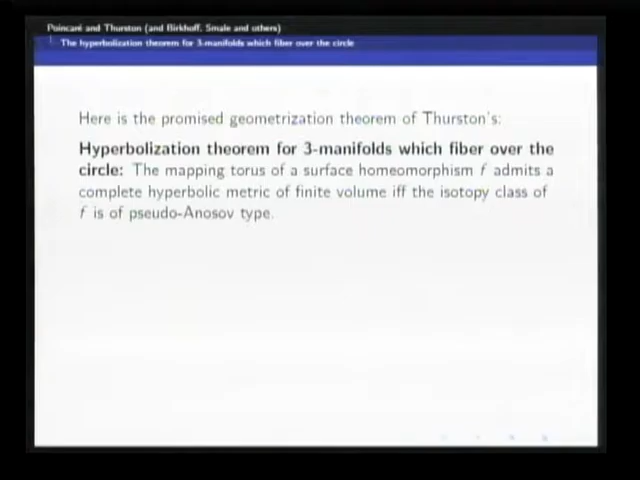 Poincaré and Thurston (and Birkhoff, Smale and others)
The hyperbolization theorem for 3-manifolds which fiber over the circle
Here is the promised geometrization theorem of Thurston's:
Hyperbolization theorem for 3-manifolds which fiber over the
circle: The mapping torus of a surface homeomorphism f admits a
complete hyperbolic metric of finite volume iff the isotopy class of
f is of pseudo-Anosov type.